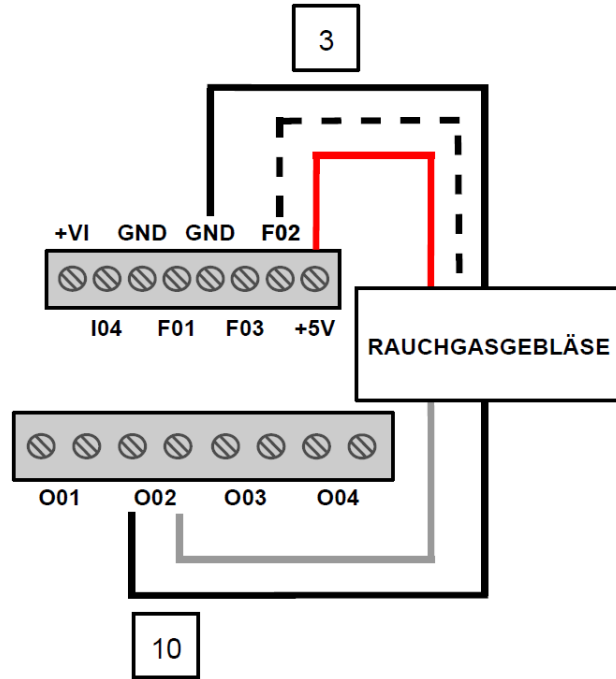 3
+VI GND GND F02
I04 F01 F03 +5V
RAUCHGASGEBLÄSE
O01 O02 O03 O04
10